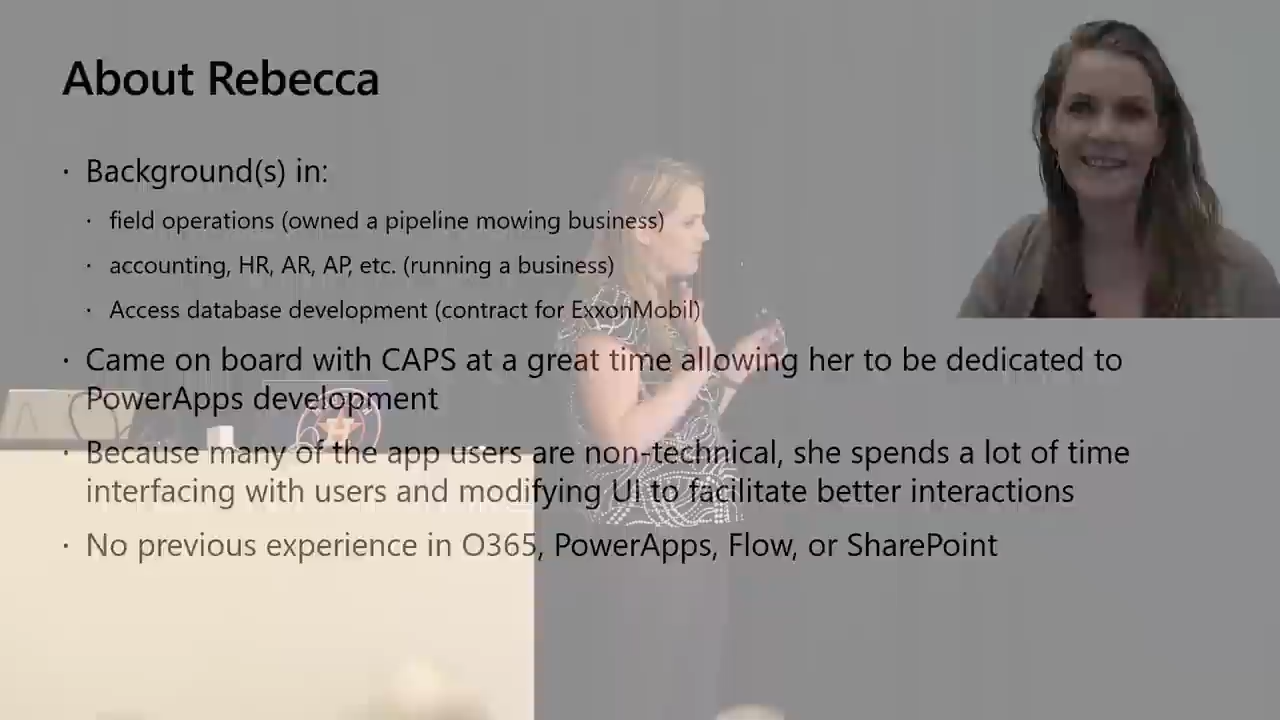 About Rebecca
· Background(s) in:
· field operations (owned a pipeline mowing business)
· accounting, HR, AR, AP, etc. (running a business)
· Access database development (contract for ExxonMobil)
· Came on board with CAPS at a great time allowing her to be dedicated to
PowerApps development
· Because many of the app users are non-technical, she spends a lot of time
interfacing with users and modifying UI to facilitate better interactions
· No previous experience in O365, PowerApps, Flow, or SharePoint